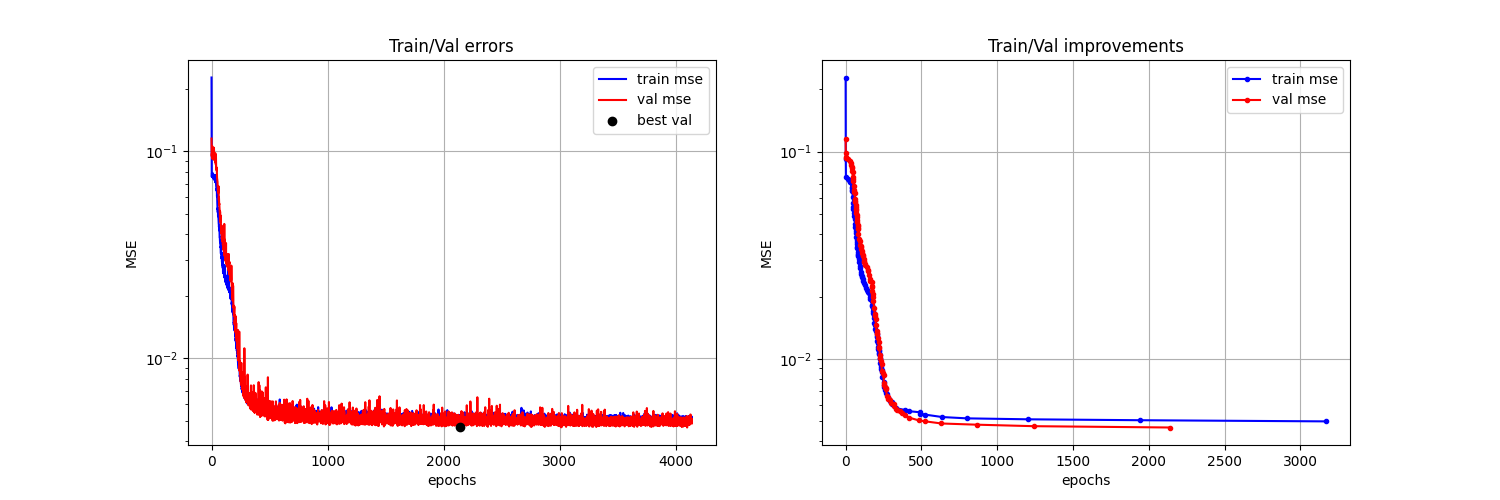 Train/Val errors
train mse
val mse
best val
10⁻¹
10⁻²
MSE
0
1000
2000
3000
4000
epochs
Train/Val improvements
train mse
val mse
10⁻¹
10⁻²
MSE
0
500
1000
1500
2000
2500
3000
epochs